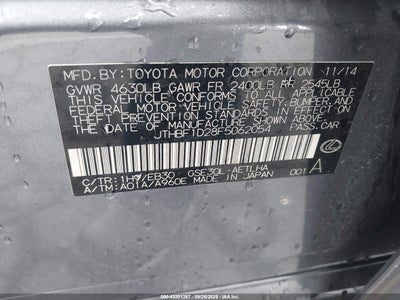 MFD.BY: TOYOTA MOTOR CORPORATION 11/14
GVWR 4630LB GAWR FR 2400LB RR 2545LB
THIS VEHICLE CONFORMS TO ALL APPLICABLE
FEDERAL MOTOR VEHICLE SAFETY, BUMPER, AND
THEFT PREVENTION STANDARDS IN EFFECT ON
THE DATE OF MANUFACTURE SHOWN ABOVE.
JTHBF1D28F5062054 PASS.CAR
C/TR:1H9/EB30 GSE30L-AETLHA
A/TM:A01A/A960E MADE IN JAPAN 001 A